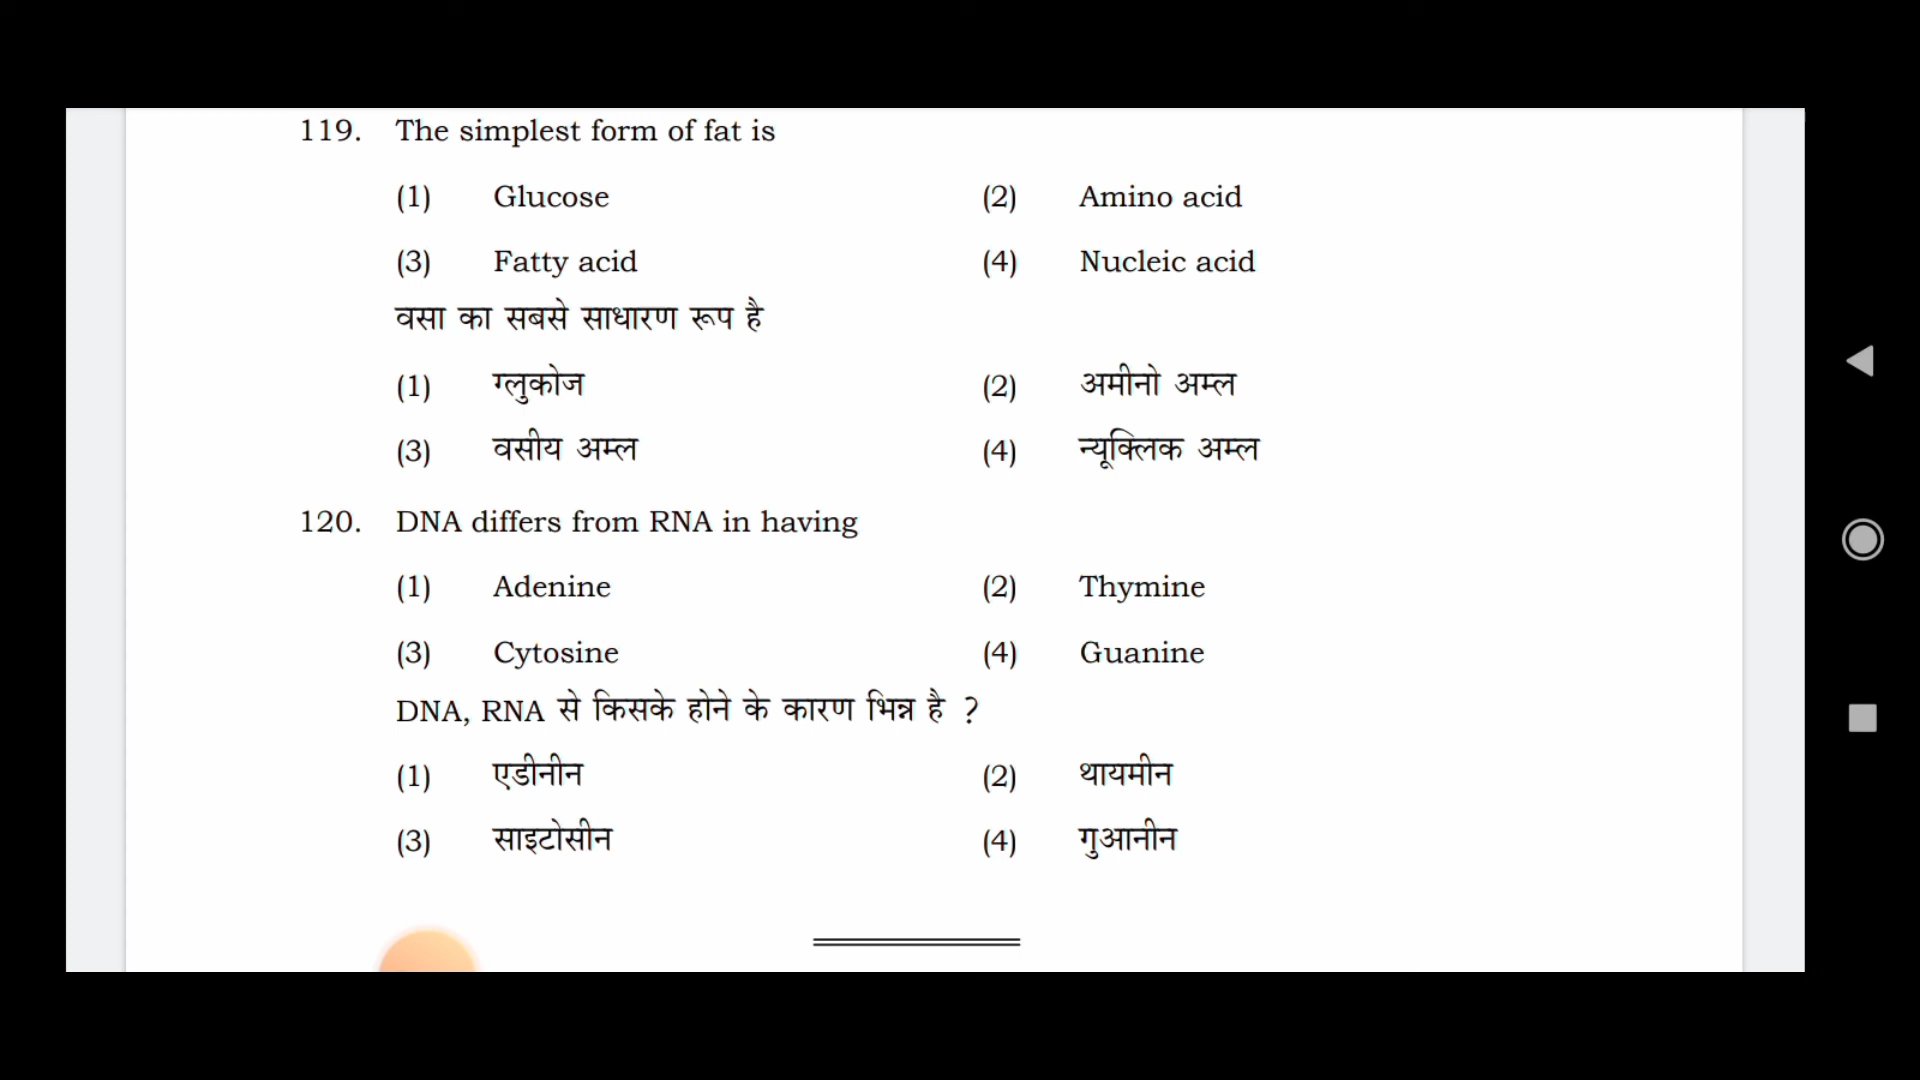 119. The simplest form of fat is
(1) Glucose (2) Amino acid
(3) Fatty acid (4) Nucleic acid
वसा का सबसे साधारण रूप है
(1) ग्लुकोज (2) अमीनो अम्ल
(3) वसीय अम्ल (4) न्यूक्लिक अम्ल
120. DNA differs from RNA in having
(1) Adenine (2) Thymine
(3) Cytosine (4) Guanine
DNA, RNA से किसके होने के कारण भिन्न है ?
(1) एडीनीन (2) थायमीन
(3) साइटोसीन (4) गुआनीन